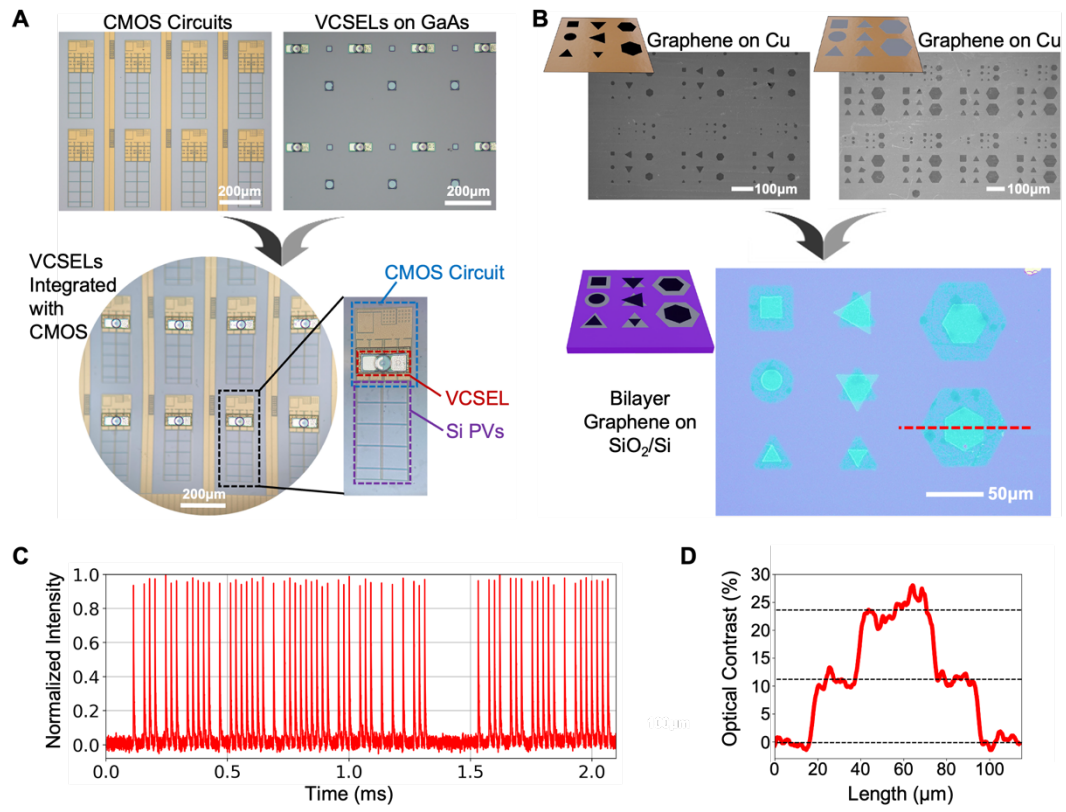 A
CMOS Circuits
VCSELs on GaAs
200μm
200μm
VCSELs
Integrated
with
CMOS
CMOS Circuit
VCSEL
Si PVs
200μm
B
Graphene on Cu
Graphene on Cu
100μm
100μm
Bilayer
Graphene on
SiO₂/Si
50μm
C
Normalized Intensity
1.0
0.8
0.6
0.4
0.2
0.0
0.0
0.5
1.0
1.5
2.0
Time (ms)
100μm
D
Optical Contrast (%)
30
25
20
15
10
5
0
0
20
40
60
80
100
Length (μm)